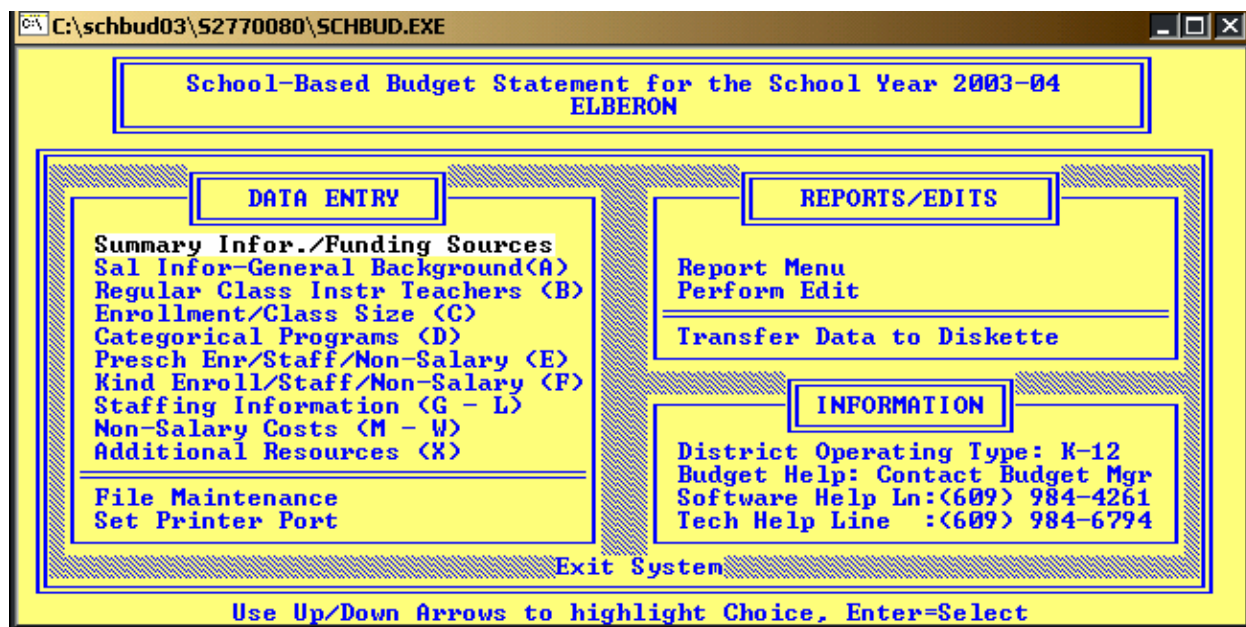 C:\schbud03\S2770080\SCHBUD.EXE
School-Based Budget Statement for the School Year 2003-04
ELBERON
DATA ENTRY
Summary Infor./Funding Sources
Sal Infor-General Background(A)
Regular Class Instr Teachers (B)
Enrollment/Class Size (C)
Categorical Programs (D)
Presch Enr/Staff/Non-Salary (E)
Kind Enroll/Staff/Non-Salary (F)
Staffing Information (G - L)
Non-Salary Costs (M - W)
Additional Resources (X)
File Maintenance
Set Printer Port
REPORTS/EDITS
Report Menu
Perform Edit
Transfer Data to Diskette
INFORMATION
District Operating Type: K-12
Budget Help: Contact Budget Mgr
Software Help Ln:(609) 984-4261
Tech Help Line  :(609) 984-6794
Exit System
Use Up/Down Arrows to highlight Choice, Enter=Select